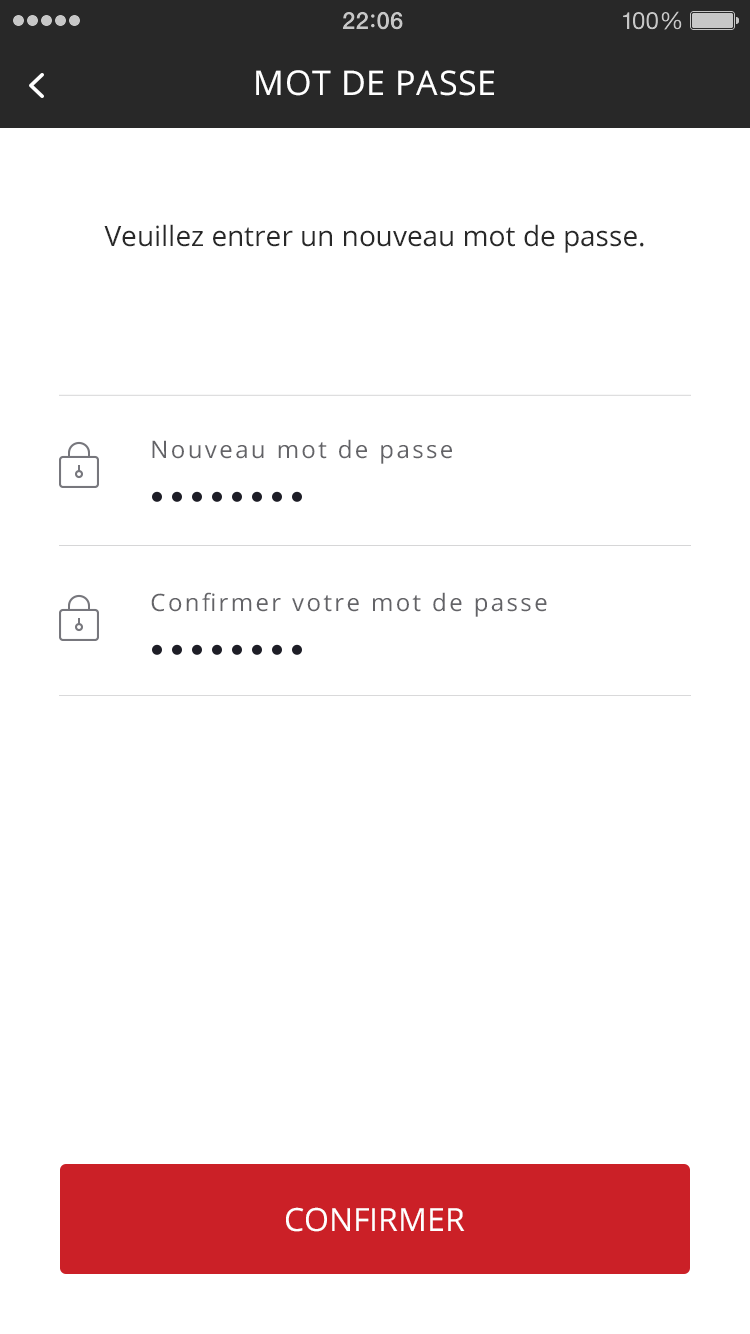 22:06
100%
MOT DE PASSE
Veuillez entrer un nouveau mot de passe.
Nouveau mot de passe
••••••••
Confirmer votre mot de passe
••••••••
CONFIRMER